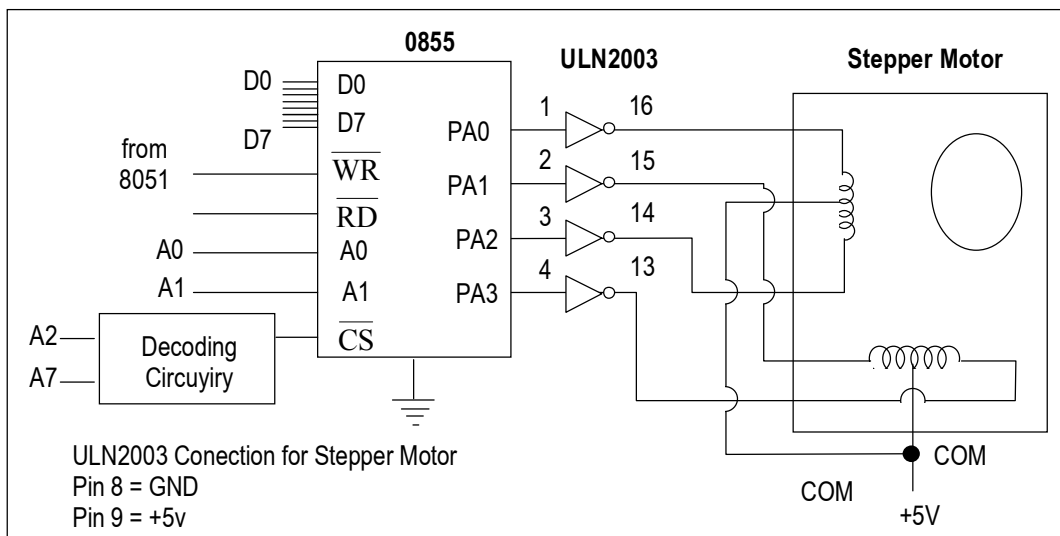 0855
ULN2003
Stepper Motor
D0
D7
from
8051
A0
A1
A2
A7
D0
D7
WR
RD
A0
A1
CS
PA0
PA1
PA2
PA3
1
2
3
4
16
15
14
13
Decoding
Circuyiry
COM
COM
+5V
ULN2003 Conection for Stepper Motor
Pin 8 = GND
Pin 9 = +5v